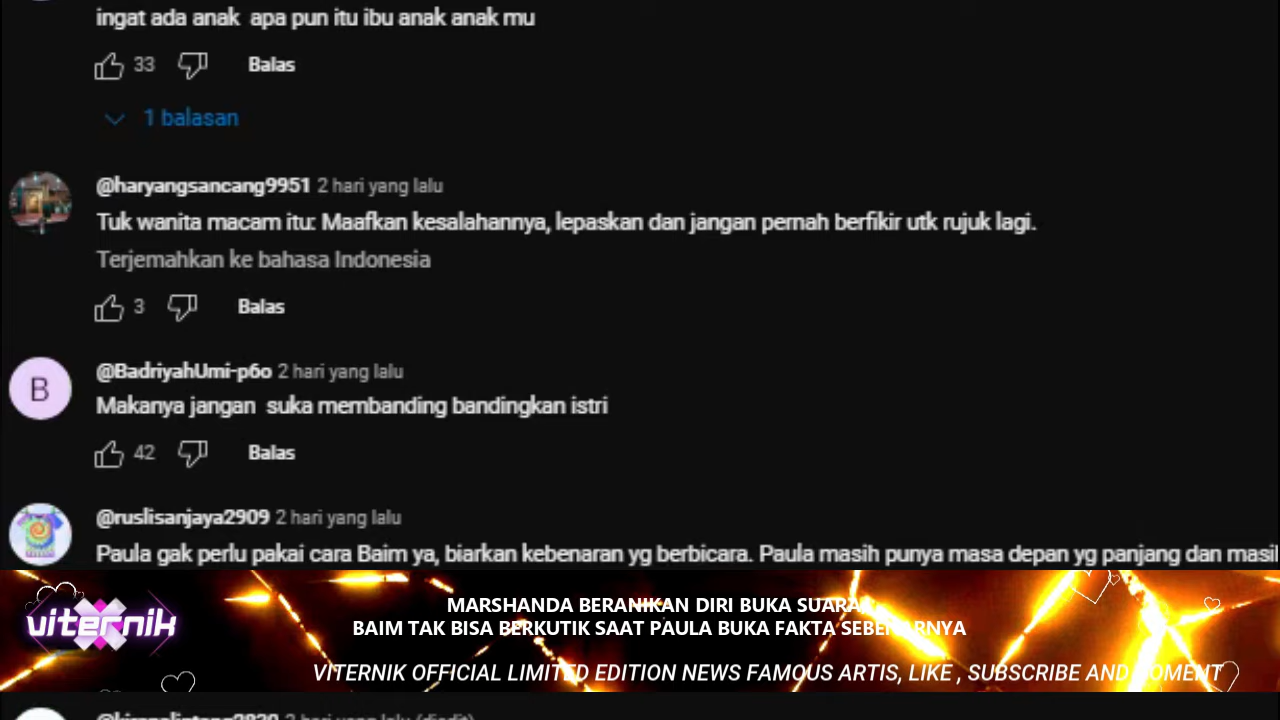 ingat ada anak  apa pun itu ibu anak anak mu
33 Balas
1 balasan
@haryangsancang9951 2 hari yang lalu
Tuk wanita macam itu: Maafkan kesalahannya, lepaskan dan jangan pernah berfikir utk rujuk lagi.
Terjemahkan ke bahasa Indonesia
3 Balas
B
@BadriyahUmi-p6o 2 hari yang lalu
Makanya jangan  suka membanding bandingkan istri
42 Balas
@ruslisanjaya2909 2 hari yang lalu
Paula gak perlu pakai cara Baim ya, biarkan kebenaran yg berbicara. Paula masih punya masa depan yg panjang dan
viternik
MARSHANDA BERANIKAN DIRI BUKA SUARA
BAIM TAK BISA BERKUTIK SAAT PAULA BUKA FAKTA SEBENARNYA
VITERNIK OFFICIAL LIMITED EDITION NEWS FAMOUS ARTIS, LIKE , SUBSCRIBE AND MOMENT